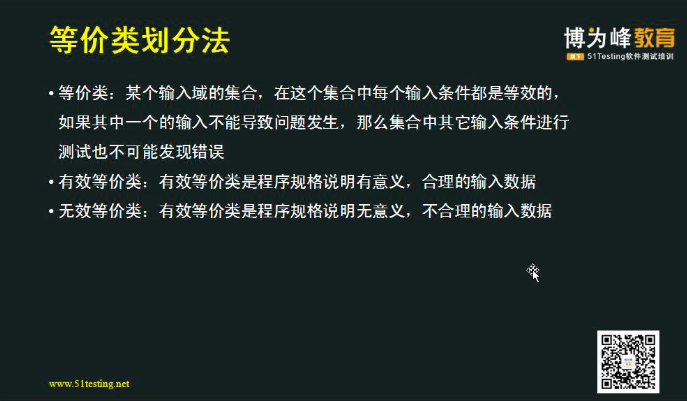 等价类划分法
博为峰教育
旗下 51Testing软件测试培训
• 等价类：某个输入域的集合，在这个集合中每个输入条件都是等效的，
如果其中一个的输入不能导致问题发生，那么集合中其它输入条件进行
测试也不可能发现错误
• 有效等价类：有效等价类是程序规格说明有意义，合理的输入数据
• 无效等价类：有效等价类是程序规格说明无意义，不合理的输入数据
www.51testing.net